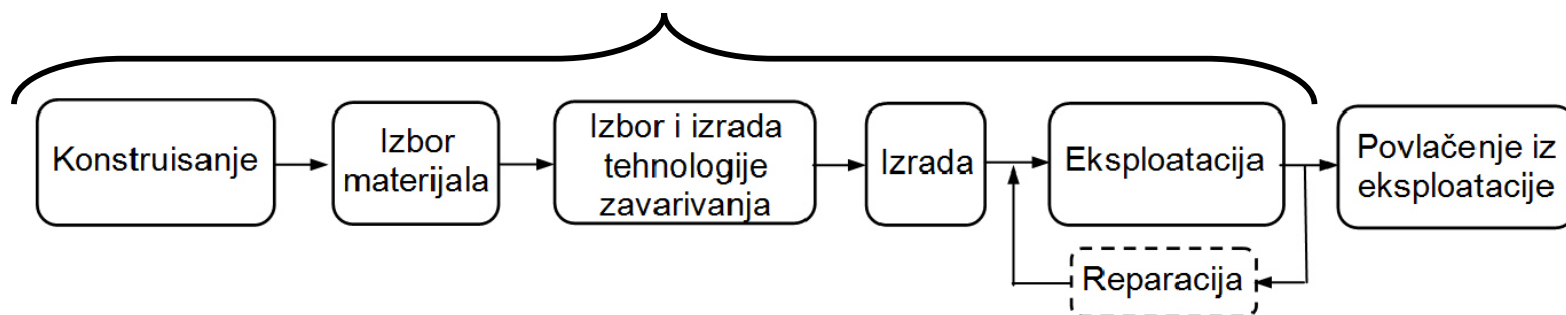 Konstruisanje
Izbor
materijala
Izbor i izrada
tehnologije
zavarivanja
Izrada
Eksploatacija
Povlačenje iz
eksploatacije
Reparacija